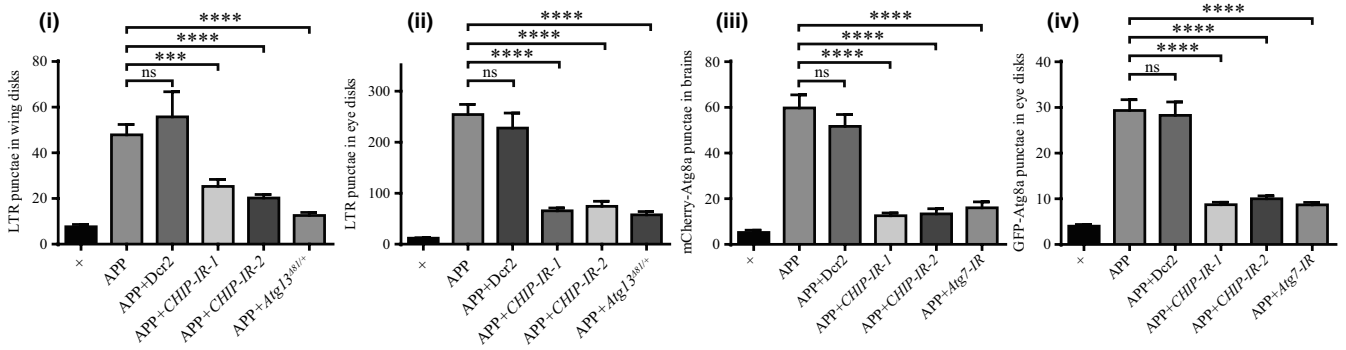 (i)
LTR punctae in wing disks
80
60
40
20
0
****
****
***
ns
+
APP
APP+Dcr2
APP+CHIP-IR-1
APP+CHIP-IR-2
APP+Atg13Δ81/+
(ii)
LTR punctae in eye disks
300
200
100
0
****
****
****
ns
+
APP
APP+Dcr2
APP+CHIP-IR-1
APP+CHIP-IR-2
APP+Atg13Δ81/+
(iii)
mCherry-Atg8a punctae in brains
80
60
40
20
0
****
****
****
ns
+
APP
APP+Dcr2
APP+CHIP-IR-1
APP+CHIP-IR-2
APP+Atg7-IR
(iv)
GFP-Atg8a punctae in eye disks
40
30
20
10
0
****
****
****
ns
+
APP
APP+Dcr2
APP+CHIP-IR-1
APP+CHIP-IR-2
APP+Atg7-IR